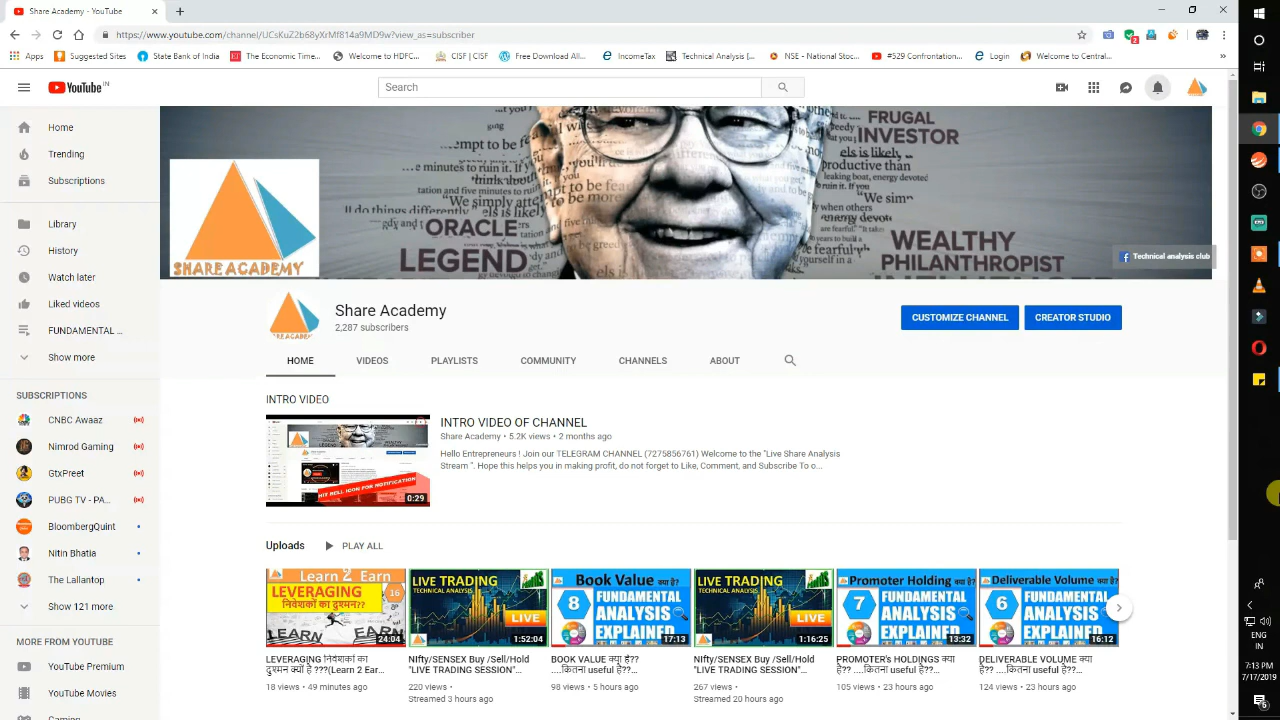 Share Academy - YouTube
https://www.youtube.com/channel/UCsKuZ2b68yXrMf814a9MD9w?view_as=subscriber
Apps
Suggested Sites
State Bank of India
The Economic Time...
Welcome to HDFC...
CISF | CISF
Free Download All...
IncomeTax
Technical Analysis [...
NSE - National Stoc...
#529 Confrontation...
Login
Welcome to Central...
YouTube IN
Search
Home
Trending
Subscriptions
Library
History
Watch later
Liked videos
FUNDAMENTAL ...
Show more
SUBSCRIPTIONS
CNBC Awaaz
Nimrod Gaming
GtxPreet
PUBG TV - PA...
BloombergQuint
Nitin Bhatia
The Lallantop
Show 121 more
MORE FROM YOUTUBE
YouTube Premium
YouTube Movies
SHARE ACADEMY
ORACLE
LEGEND
FRUGAL
INVESTOR
WEALTHY
PHILANTHROPIST
Technical analysis club
Share Academy
2,287 subscribers
CUSTOMIZE CHANNEL
CREATOR STUDIO
HOME
VIDEOS
PLAYLISTS
COMMUNITY
CHANNELS
ABOUT
INTRO VIDEO
HIT BELL ICON FOR NOTIFICATION
0:29
INTRO VIDEO OF CHANNEL
Share Academy • 5.2K views • 2 months ago
Hello Entrepreneurs ! Join our TELEGRAM CHANNEL (7275856761) Welcome to the "Live Share Analysis
Stream ". Hope this helps you in making profit, do not forget to Like, Comment, and Subscribe !!
Uploads
PLAY ALL
Learn 2 Earn
LEVERAGING
निवेशकों का दुश्मन??
16
LEARN
EARN
24:04
LEVERAGING निवेशकों का
दुश्मन क्यों है ???(Learn 2 Ear...
18 views • 49 minutes ago
LIVE TRADING
TECHNICAL ANALYSIS
LIVE
1:52:04
NIfty/SENSEX Buy /Sell/Hold
"LIVE TRADING SESSION"...
220 views •
Streamed 3 hours ago
Book Value क्या है?
8
FUNDAMENTAL
ANALYSIS
EXPLAINED
17:13
BOOK VALUE क्या है??
....कितना useful है??...
98 views • 5 hours ago
LIVE TRADING
TECHNICAL ANALYSIS
LIVE
1:16:25
NIfty/SENSEX Buy /Sell/Hold
"LIVE TRADING SESSION"...
267 views •
Streamed 20 hours ago
Promoter Holding क्या है?
7
FUNDAMENTAL
ANALYSIS
EXPLAINED
13:32
PROMOTER's HOLDINGS क्या
है?? ....कितना useful है??...
105 views • 23 hours ago
Deliverable Volume क्या है?
6
FUNDAMENTAL
ANALYSIS
EXPLAINED
16:12
DELIVERABLE VOLUME क्या
है?? ....कितना useful है??...
124 views • 23 hours ago
ENG
IN
7:13 PM
7/17/2019